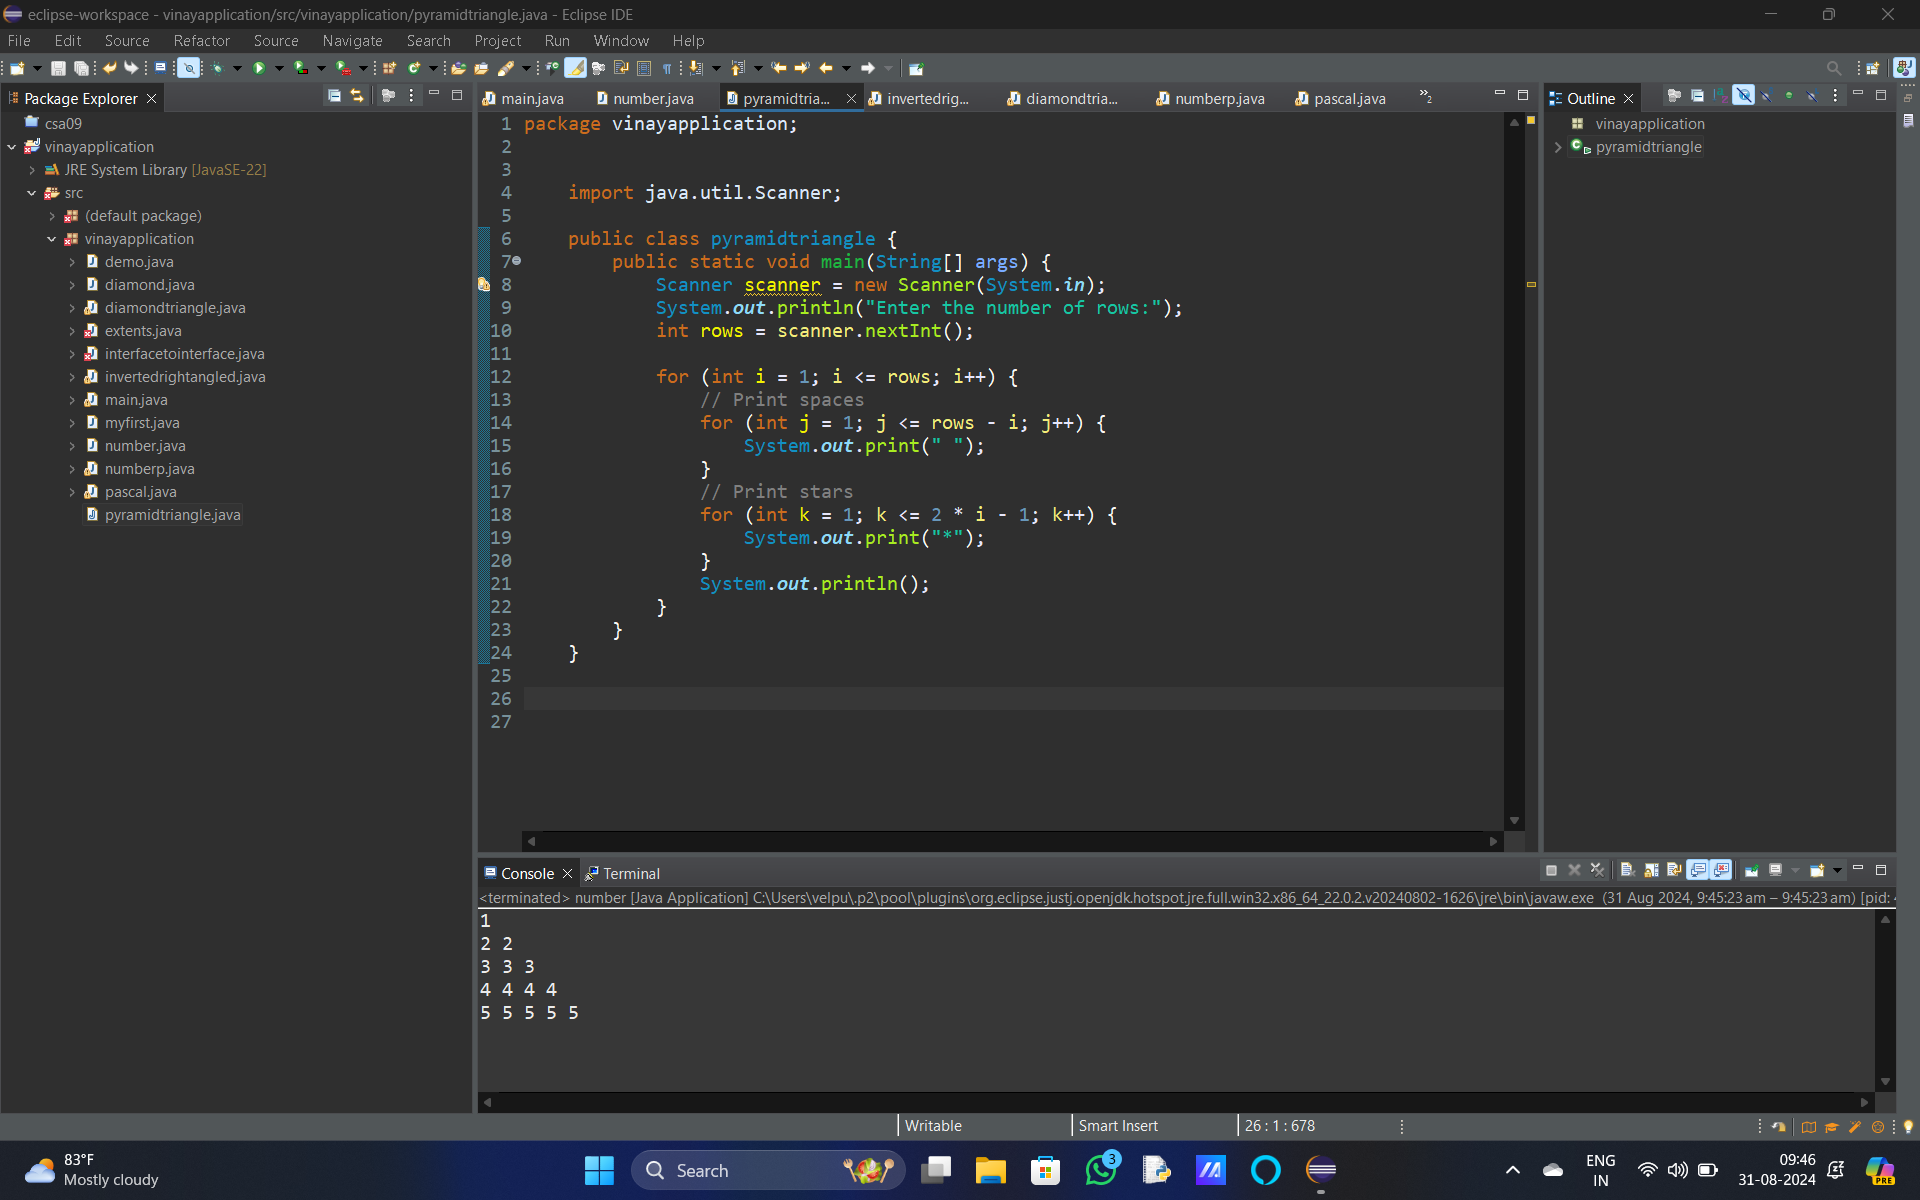 eclipse-workspace - vinayapplication/src/vinayapplication/pyramidtriangle.java - Eclipse IDE
File Edit Source Refactor Source Navigate Search Project Run Window Help
Package Explorer
csa09
vinayapplication
JRE System Library [JavaSE-22]
src
(default package)
vinayapplication
demo.java
diamond.java
diamondtriangle.java
extents.java
interfacetointerface.java
invertedrightangled.java
main.java
myfirst.java
number.java
numberp.java
pascal.java
pyramidtriangle.java
main.java number.java pyramidtria... invertedrig... diamondtria... numberp.java pascal.java »2
1 package vinayapplication;
2
3
4 import java.util.Scanner;
5
6 public class pyramidtriangle {
7 public static void main(String[] args) {
8 Scanner scanner = new Scanner(System.in);
9 System.out.println("Enter the number of rows:");
10 int rows = scanner.nextInt();
11
12 for (int i = 1; i <= rows; i++) {
13 // Print spaces
14 for (int j = 1; j <= rows - i; j++) {
15 System.out.print(" ");
16 }
17 // Print stars
18 for (int k = 1; k <= 2 * i - 1; k++) {
19 System.out.print("*");
20 }
21 System.out.println();
22 }
23 }
24 }
25
26
27
Outline
vinayapplication
pyramidtriangle
Console Terminal
<terminated> number [Java Application] C:\Users\velpu\.p2\pool\plugins\org.eclipse.justj.openjdk.hotspot.jre.full.win32.x86_64_22.0.2.v20240802-1626\jre\bin\javaw.exe (31 Aug 2024, 9:45:23 am – 9:45:23 am) [pid:
1
2 2
3 3 3
4 4 4 4
5 5 5 5 5
Writable Smart Insert 26 : 1 : 678
83°F
Mostly cloudy
Search
3
ENG
IN
09:46
31-08-2024
PRE